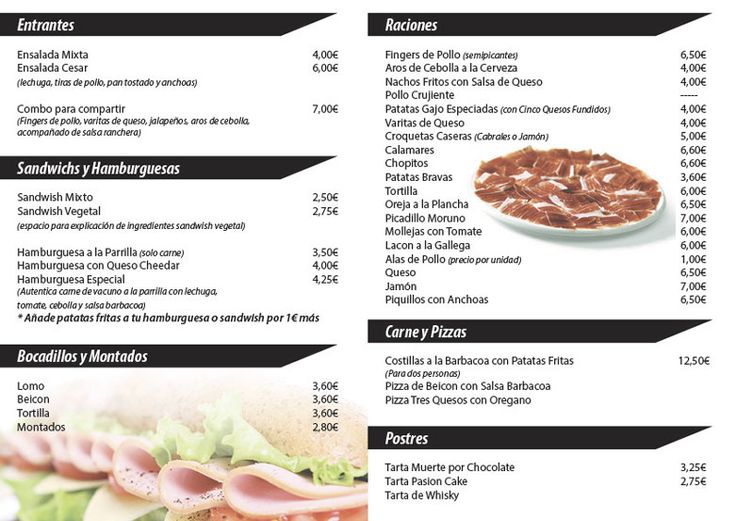 Entrantes
Ensalada Mixta 4,00€
Ensalada Cesar 6,00€
(lechuga, tiras de pollo, pan tostado y anchoas)
Combo para compartir 7,00€
(Fingers de pollo, varitas de queso, jalapeños, aros de cebolla,
acompañado de salsa ranchera)
Sandwichs y Hamburguesas
Sandwish Mixto 2,50€
Sandwish Vegetal 2,75€
(espacio para explicación de ingredientes sandwish vegetal)
Hamburguesa a la Parrilla (solo carne) 3,50€
Hamburguesa con Queso Cheedar 4,00€
Hamburguesa Especial 4,25€
(Autentica carne de vacuno a la parrilla con lechuga,
tomate, cebolla y salsa barbacoa)
* Añade patatas fritas a tu hamburguesa o sandwish por 1€ más
Bocadillos y Montados
Lomo 3,60€
Beicon 3,60€
Tortilla 3,60€
Montados 2,80€
Raciones
Fingers de Pollo (semipicantes) 6,50€
Aros de Cebolla a la Cerveza 4,00€
Nachos Fritos con Salsa de Queso 4,00€
Pollo Crujiente -----
Patatas Gajo Especiadas (con Cinco Quesos Fundidos) 4,00€
Varitas de Queso 4,00€
Croquetas Caseras (Cabrales o Jamón) 5,00€
Calamares 6,60€
Chopitos 6,60€
Patatas Bravas 3,60€
Tortilla 6,00€
Oreja a la Plancha 6,50€
Picadillo Moruno 7,00€
Mollejas con Tomate 6,00€
Lacon a la Gallega 6,00€
Alas de Pollo (precio por unidad) 1,00€
Queso 6,50€
Jamón 7,00€
Piquillos con Anchoas 6,50€
Carne y Pizzas
Costillas a la Barbacoa con Patatas Fritas 12,50€
(Para dos personas)
Pizza de Beicon con Salsa Barbacoa
Pizza Tres Quesos con Oregano
Postres
Tarta Muerte por Chocolate 3,25€
Tarta Pasion Cake 2,75€
Tarta de Whisky